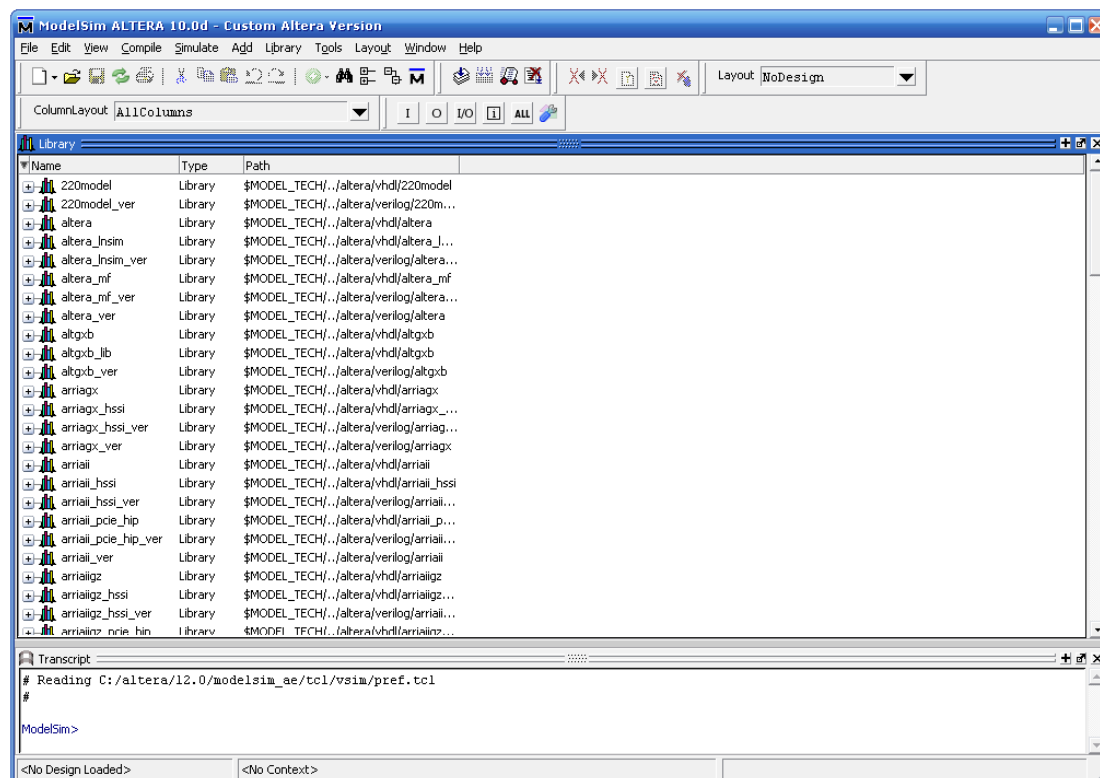 ModelSim ALTERA 10.0d - Custom Altera Version
File Edit View Compile Simulate Add Library Tools Layout Window Help
Layout NoDesign
ColumnLayout AllColumns
I O I/O i ALL
Library
Name Type Path
220model Library $MODEL_TECH/../altera/vhdl/220model
220model_ver Library $MODEL_TECH/../altera/verilog/220m...
altera Library $MODEL_TECH/../altera/vhdl/altera
altera_lnsim Library $MODEL_TECH/../altera/vhdl/altera_l...
altera_lnsim_ver Library $MODEL_TECH/../altera/verilog/altera...
altera_mf Library $MODEL_TECH/../altera/vhdl/altera_mf
altera_mf_ver Library $MODEL_TECH/../altera/verilog/altera...
altera_ver Library $MODEL_TECH/../altera/verilog/altera
altgxb Library $MODEL_TECH/../altera/vhdl/altgxb
altgxb_lib Library $MODEL_TECH/../altera/vhdl/altgxb
altgxb_ver Library $MODEL_TECH/../altera/verilog/altgxb
arriagx Library $MODEL_TECH/../altera/vhdl/arriagx
arriagx_hssi Library $MODEL_TECH/../altera/vhdl/arriagx_...
arriagx_hssi_ver Library $MODEL_TECH/../altera/verilog/arriag...
arriagx_ver Library $MODEL_TECH/../altera/verilog/arriagx
arriaii Library $MODEL_TECH/../altera/vhdl/arriaii
arriaii_hssi Library $MODEL_TECH/../altera/vhdl/arriaii_hssi
arriaii_hssi_ver Library $MODEL_TECH/../altera/verilog/arriaii...
arriaii_pcie_hip Library $MODEL_TECH/../altera/vhdl/arriaii_p...
arriaii_pcie_hip_ver Library $MODEL_TECH/../altera/verilog/arriaii...
arriaii_ver Library $MODEL_TECH/../altera/verilog/arriaii
arriaiigz Library $MODEL_TECH/../altera/vhdl/arriaiigz
arriaiigz_hssi Library $MODEL_TECH/../altera/vhdl/arriaiigz...
arriaiigz_hssi_ver Library $MODEL_TECH/../altera/verilog/arriaii...
arriaiigz_pcie_hip Library $MODEL_TECH/../altera/vhdl/arriaiigz...
Transcript
# Reading C:/altera/12.0/modelsim_ae/tcl/vsim/pref.tcl
#
ModelSim>
<No Design Loaded> <No Context>